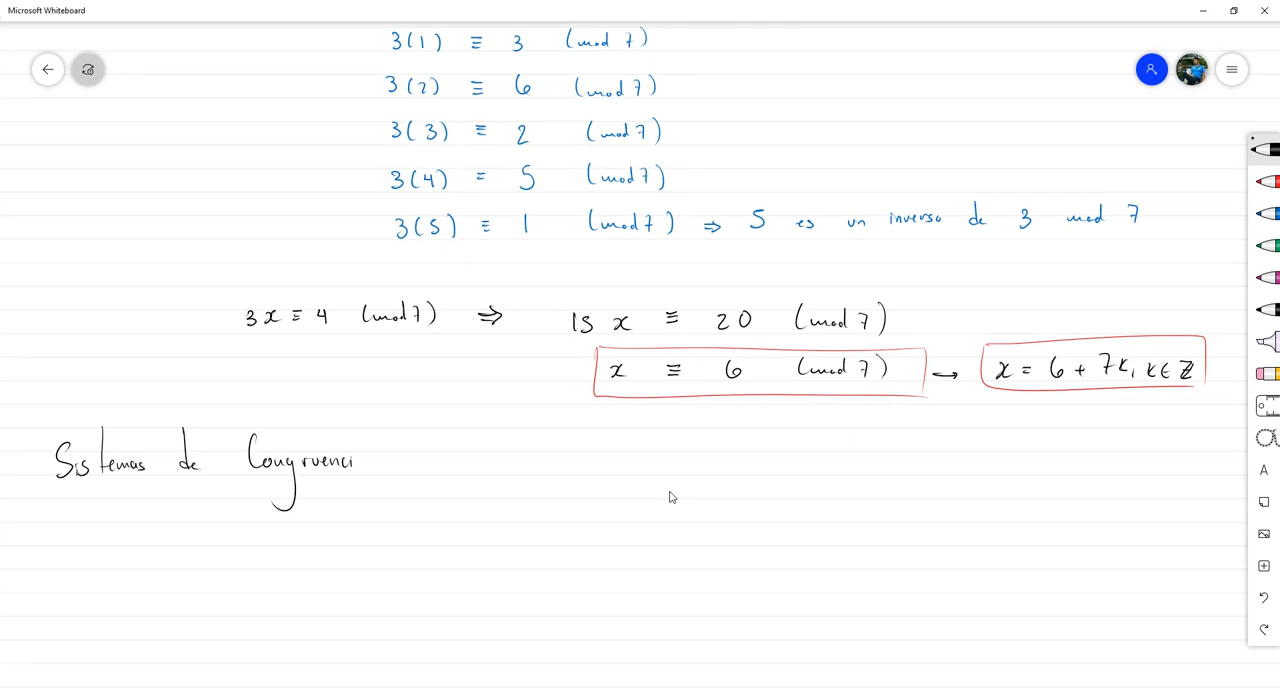 Microsoft Whiteboard
3(1) ≡ 3 (mod 7)
3(2) ≡ 6 (mod 7)
3(3) ≡ 2 (mod 7)
3(4) = 5 (mod 7)
3(5) ≡ 1 (mod 7) ⇒ 5 es un inverso de 3 mod 7
3x ≡ 4 (mod 7) ⇒ 15 x ≡ 20 (mod 7)
x ≡ 6 (mod 7) → x = 6 + 7k, k ∈ ℤ
Sistemas de Congruenci
A